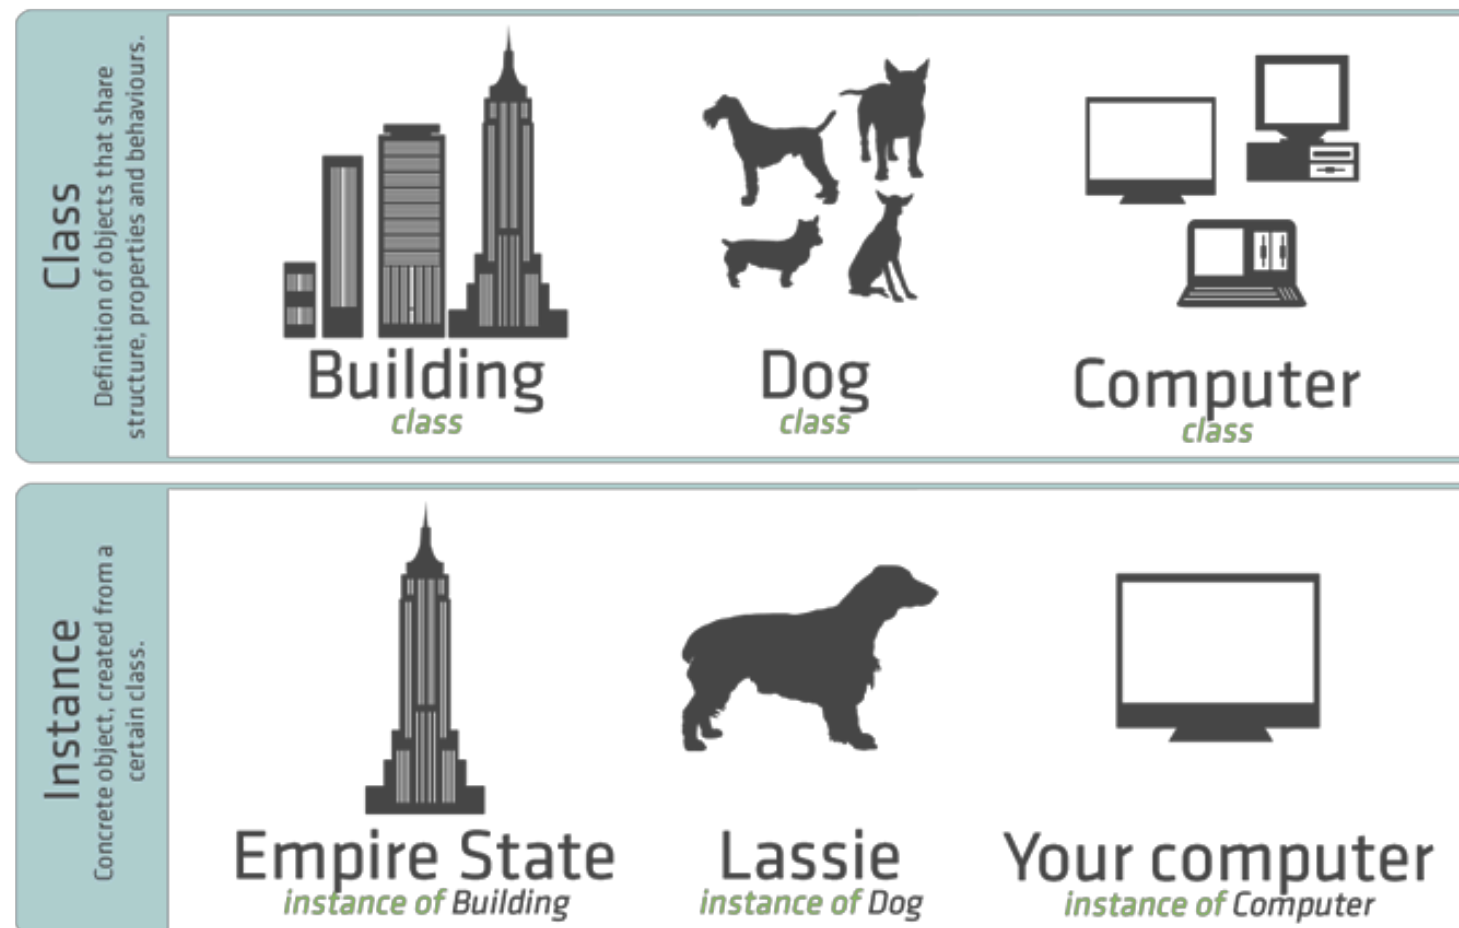 Class
Definition of objects that share
structure, properties and behaviours.
Building
class
Dog
class
Computer
class
Instance
Concrete object, created from a
certain class.
Empire State
instance of Building
Lassie
instance of Dog
Your computer
instance of Computer